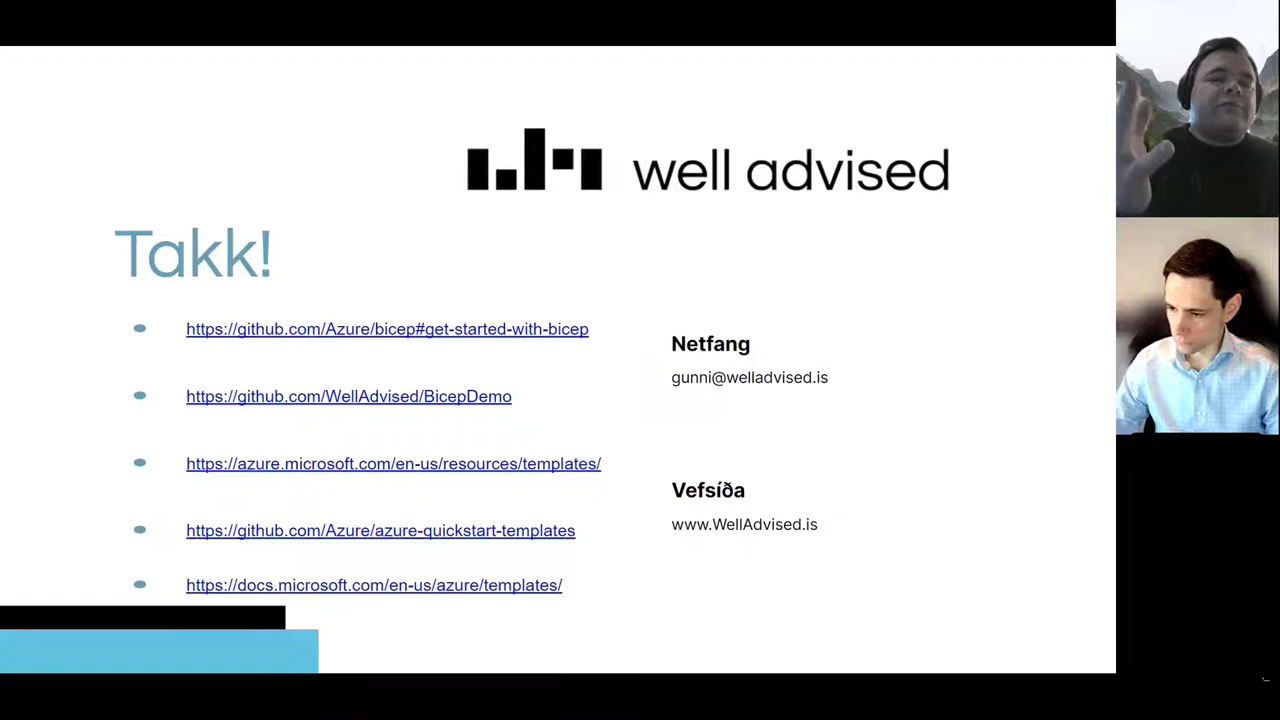 well advised
Takk!
https://github.com/Azure/bicep#get-started-with-bicep
https://github.com/WellAdvised/BicepDemo
https://azure.microsoft.com/en-us/resources/templates/
https://github.com/Azure/azure-quickstart-templates
https://docs.microsoft.com/en-us/azure/templates/
Netfang
gunni@welladvised.is
Vefsíða
www.WellAdvised.is